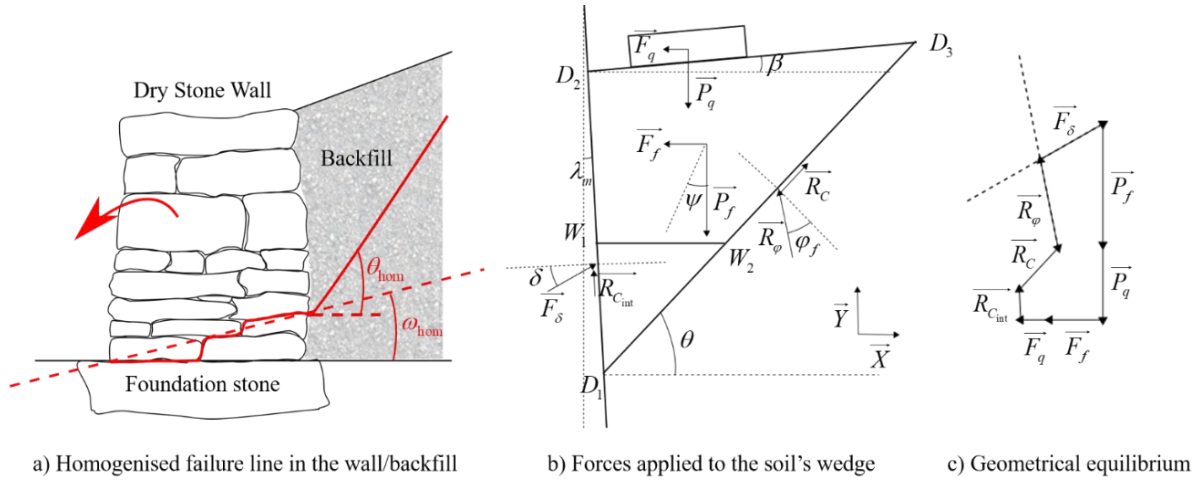 Dry Stone Wall
Backfill
θhom
ωhom
Foundation stone
a) Homogenised failure line in the wall/backfill
D3
Fq
β
D2
Pq
Ff
λm
ψ
Pf
RC
W1
Rφ
φf
W2
δ
RCint
Fδ
Y
θ
X
D1
b) Forces applied to the soil's wedge
Fδ
Pf
Rφ
RC
Pq
RCint
Fq
Ff
c) Geometrical equilibrium